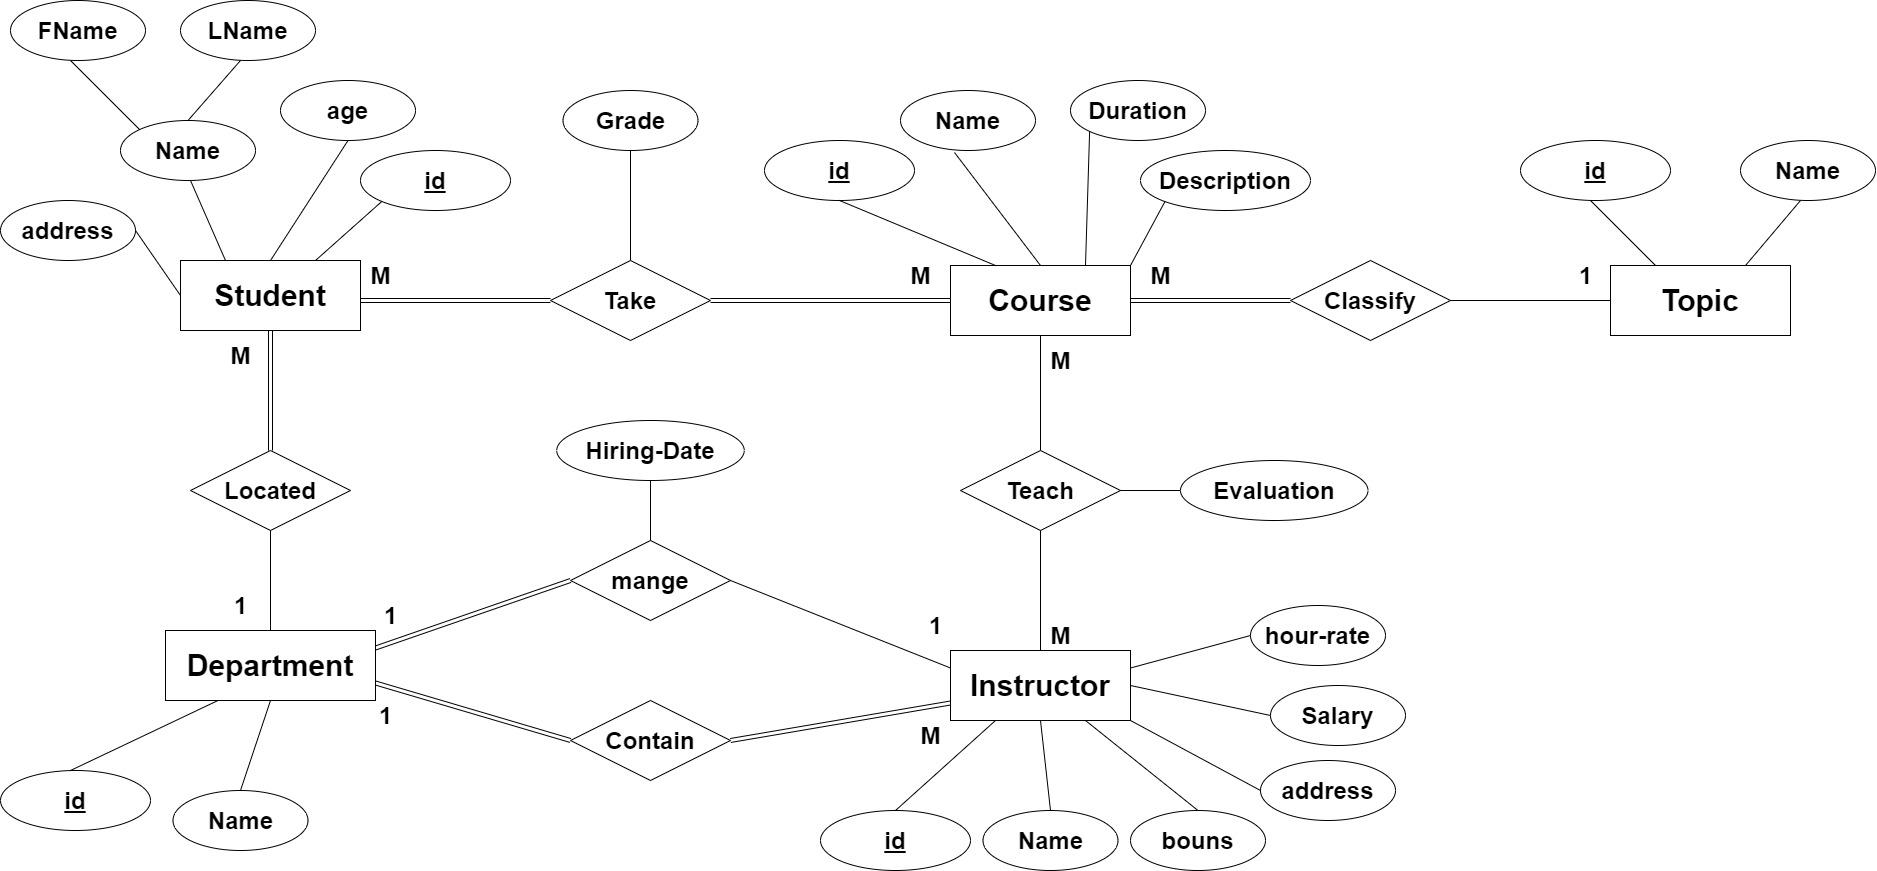 FName
LName
age
Grade
Name
Duration
Name
id
id
Name
id
Description
address
M
M
M
1
Student
Take
Course
Classify
Topic
M
M
Hiring-Date
Located
Teach
Evaluation
mange
1
1
1
M
hour-rate
Department
Instructor
1
M
Salary
Contain
address
id
Name
id
Name
bouns